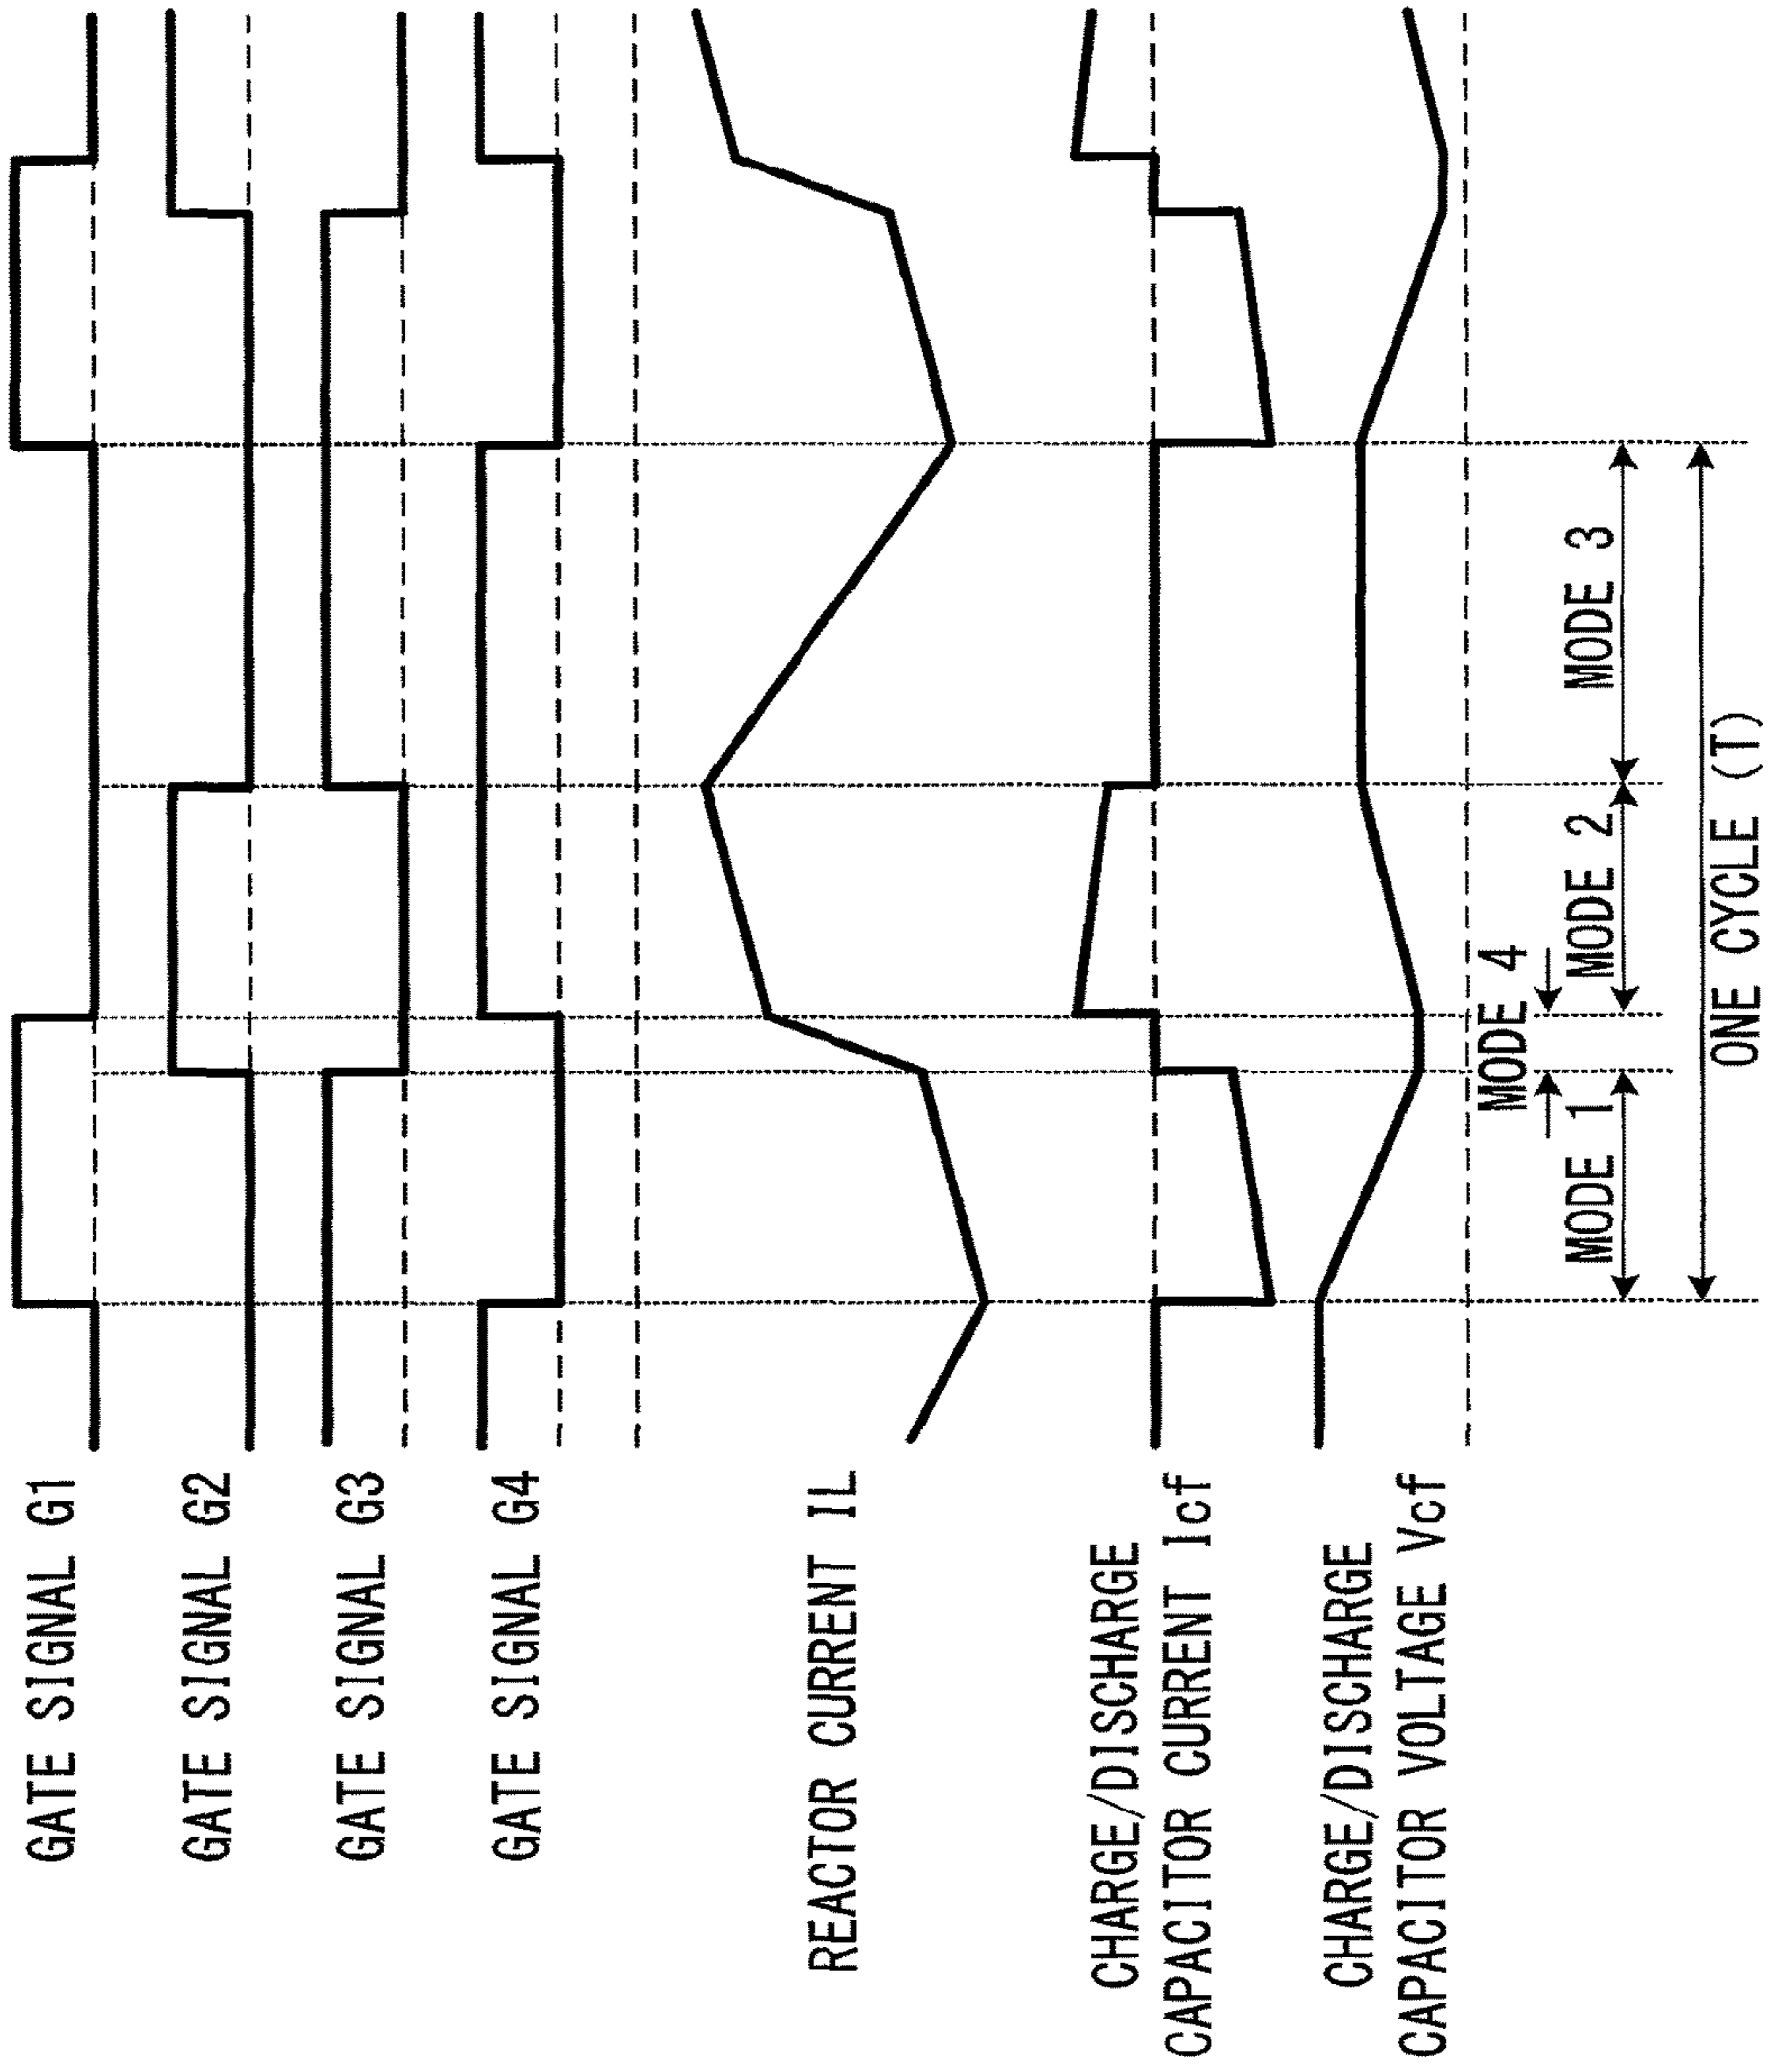 GATE SIGNAL G1
GATE SIGNAL G2
GATE SIGNAL G3
GATE SIGNAL G4
REACTOR CURRENT IL
CHARGE/DISCHARGE
CAPACITOR CURRENT Icf
CHARGE/DISCHARGE
CAPACITOR VOLTAGE Vcf
MODE 4
MODE 1
MODE 2
MODE 3
ONE CYCLE (T)